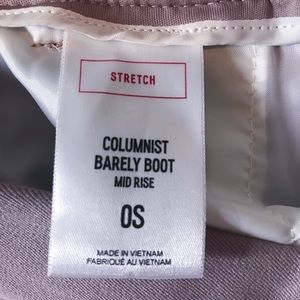 STRETCH
COLUMNIST
BARELY BOOT
MID RISE
0S
MADE IN VIETNAM
FABRIQUÉ AU VIETNAM